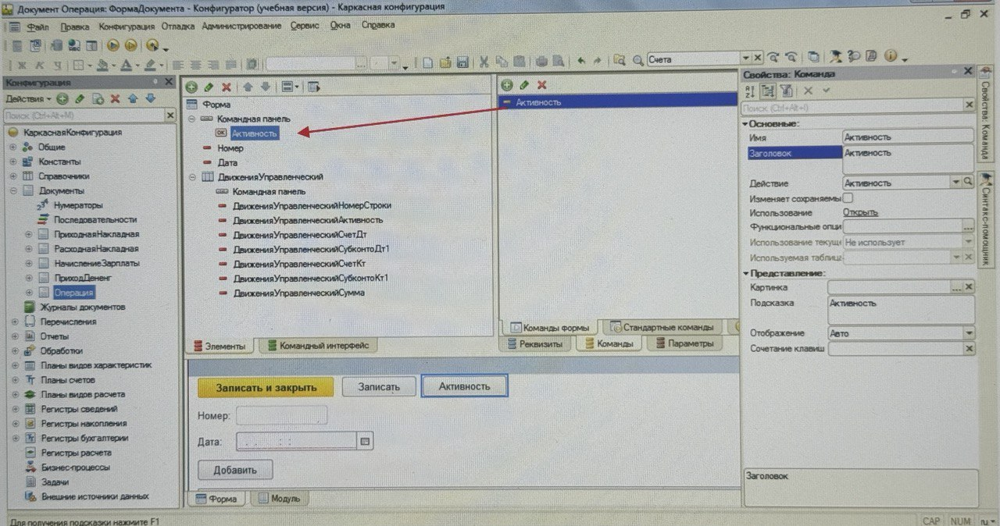 Документ Операция: ФормаДокумента - Конфигуратор (учебная версия) - Каркасная конфигурация
Файл Правка Конфигурация Отладка Администрирование Сервис Окна Справка
Ж К Ч Счета
Конфигурация
Действия
Поиск (Ctrl+Alt+M)
КаркаснаяКонфигурация
Общие
Константы
Справочники
Документы
Нумераторы
Последовательности
ПриходнаяНакладная
РасходнаяНакладная
НачислениеЗарплаты
ПриходДененг
Операция
Журналы документов
Перечисления
Отчеты
Обработки
Планы видов характеристик
Планы счетов
Планы видов расчета
Регистры сведений
Регистры накопления
Регистры бухгалтерии
Регистры расчета
Бизнес-процессы
Задачи
Внешние источники данных
Форма
Командная панель
OK Активность
Номер
Дата
ДвиженияУправленческий
Командная панель
ДвиженияУправленческийНомерСтроки
ДвиженияУправленческийАктивность
ДвиженияУправленческийСчетДт
ДвиженияУправленческийСубконтоДт1
ДвиженияУправленческийСчетКт
ДвиженияУправленческийСубконтоКт1
ДвиженияУправленческийСумма
Элементы Командный интерфейс
Активность
Команды формы Стандартные команды
Реквизиты Команды Параметры
Записать и закрыть Записать Активность
Номер:
Дата: . . : :
Добавить
Форма Модуль
Свойства: Команда
Поиск (Ctrl+Alt+I)
Основные:
Имя Активность
Заголовок Активность
Действие Активность
Изменяет сохраняемы
Использование Открыть
Функциональные опци ...
Использование текущ Не использует
Используемая таблица
Представление:
Картинка ...
Подсказка Активность
Отображение Авто
Сочетание клавиш
Заголовок
Свойства: Команда
Синтакс-помощник
Для получения подсказки нажмите F1
CAP NUM ru